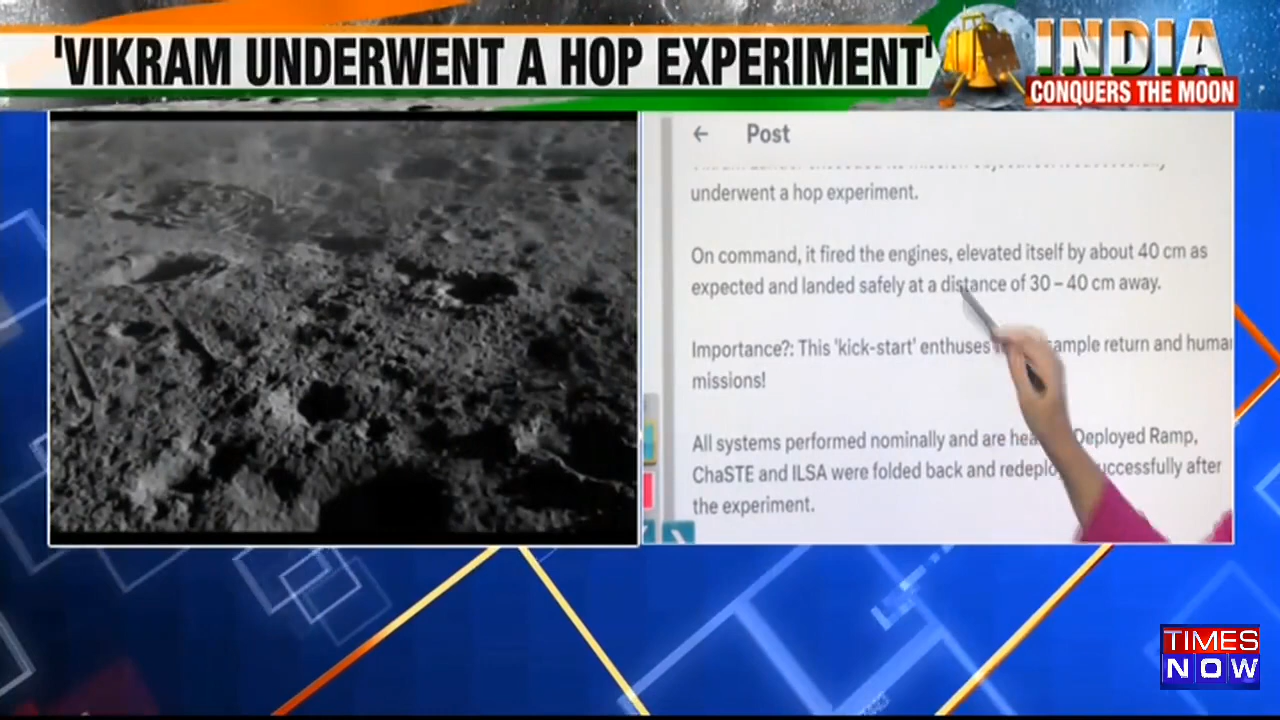 'VIKRAM UNDERWENT A HOP EXPERIMENT'
INDIA
CONQUERS THE MOON
← Post
underwent a hop experiment.
On command, it fired the engines, elevated itself by about 40 cm as
expected and landed safely at a distance of 30 – 40 cm away.
Importance?: This 'kick-start' enthuses ample return and human
missions!
All systems performed nominally and are hea Deployed Ramp,
ChaSTE and ILSA were folded back and redeplo uccessfully after
the experiment.
TIMES
NOW